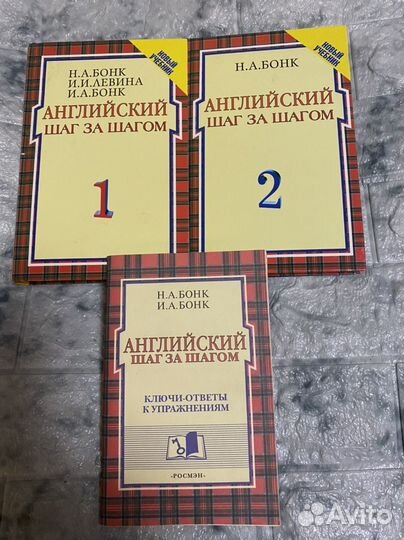 НОВЫЙ
УЧЕБНИК
Н.А.БОНК
И.И.ЛЕВИНА
И.А.БОНК
АНГЛИЙСКИЙ
ШАГ ЗА ШАГОМ
1
НОВЫЙ
УЧЕБНИК
Н.А.БОНК
АНГЛИЙСКИЙ
ШАГ ЗА ШАГОМ
2
Н.А.БОНК
И.А.БОНК
АНГЛИЙСКИЙ
ШАГ ЗА ШАГОМ
КЛЮЧИ-ОТВЕТЫ
К УПРАЖНЕНИЯМ
·РОСМЭН·
Avito